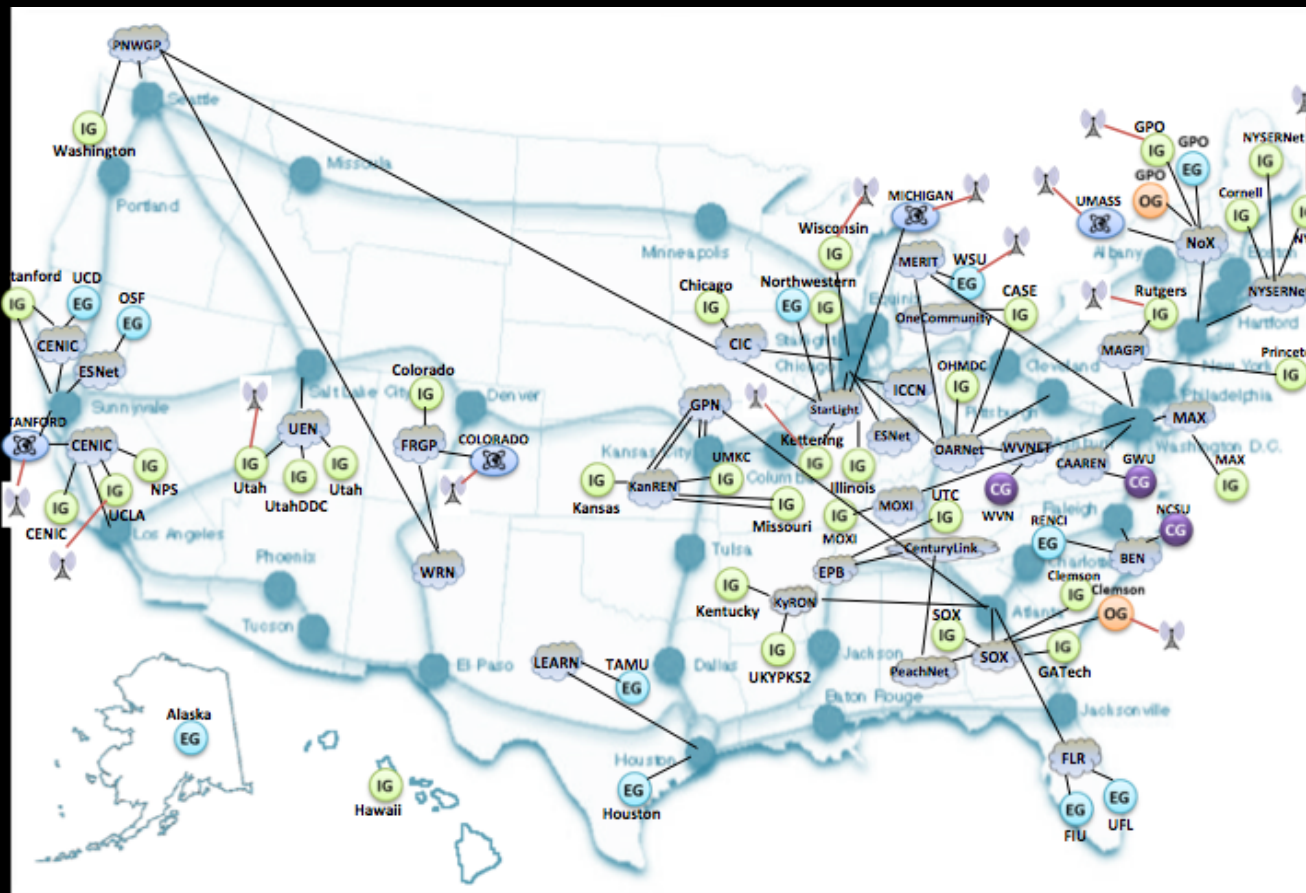 PNWGP
Seattle
IG
Washington
Portland
Missoula
Minneapolis
GPO
IG
GPO
EG
GPO
OG
NYSERNet
IG
Cornell
IG
UMASS
NoX
Albany
Boston
NYSERNet
Hartford
MICHIGAN
Wisconsin
IG
MERIT
WSU
EG
Northwestern
EG
IG
Chicago
IG
CIC
StarLight
Chicago
OneCommunity
CASE
IG
Rutgers
IG
MAGPI
New York
IG
Philadelphia
tanford
IG
UCD
EG
OSF
EG
CENIC
ESNet
Sunnyvale
TANFORD
CENIC
IG
CENIC
IG
UCLA
IG
NPS
Los Angeles
Salt Lake City
UEN
IG
Utah
IG
UtahDDC
IG
Utah
Colorado
IG
FRGP
COLORADO
Denver
WRN
GPN
Kansas City
UMKC
IG
KanREN
IG
Kansas
IG
Missouri
StarLight
Kettering
IG
IG
Illinois
ICCN
ESNet
OHMDC
IG
Cleveland
Pittsburgh
OARNet
WVNET
CG
WVN
MAX
Washington D.C.
CAAREN
GWU
CG
MAX
IG
MOXI
IG
MOXI
UTC
IG
Raleigh
NCSU
CG
RENCI
EG
BEN
EPB
CenturyLink
Charlotte
Clemson
IG
Clemson
OG
Phoenix
Tucson
El Paso
Tulsa
IG
Kentucky
KyRON
IG
UKYPKS2
Atlanta
SOX
IG
SOX
IG
GATech
PeachNet
Jackson
LEARN
TAMU
EG
Dallas
Baton Rouge
Jacksonville
Houston
EG
Houston
FLR
EG
FIU
EG
UFL
Alaska
EG
IG
Hawaii